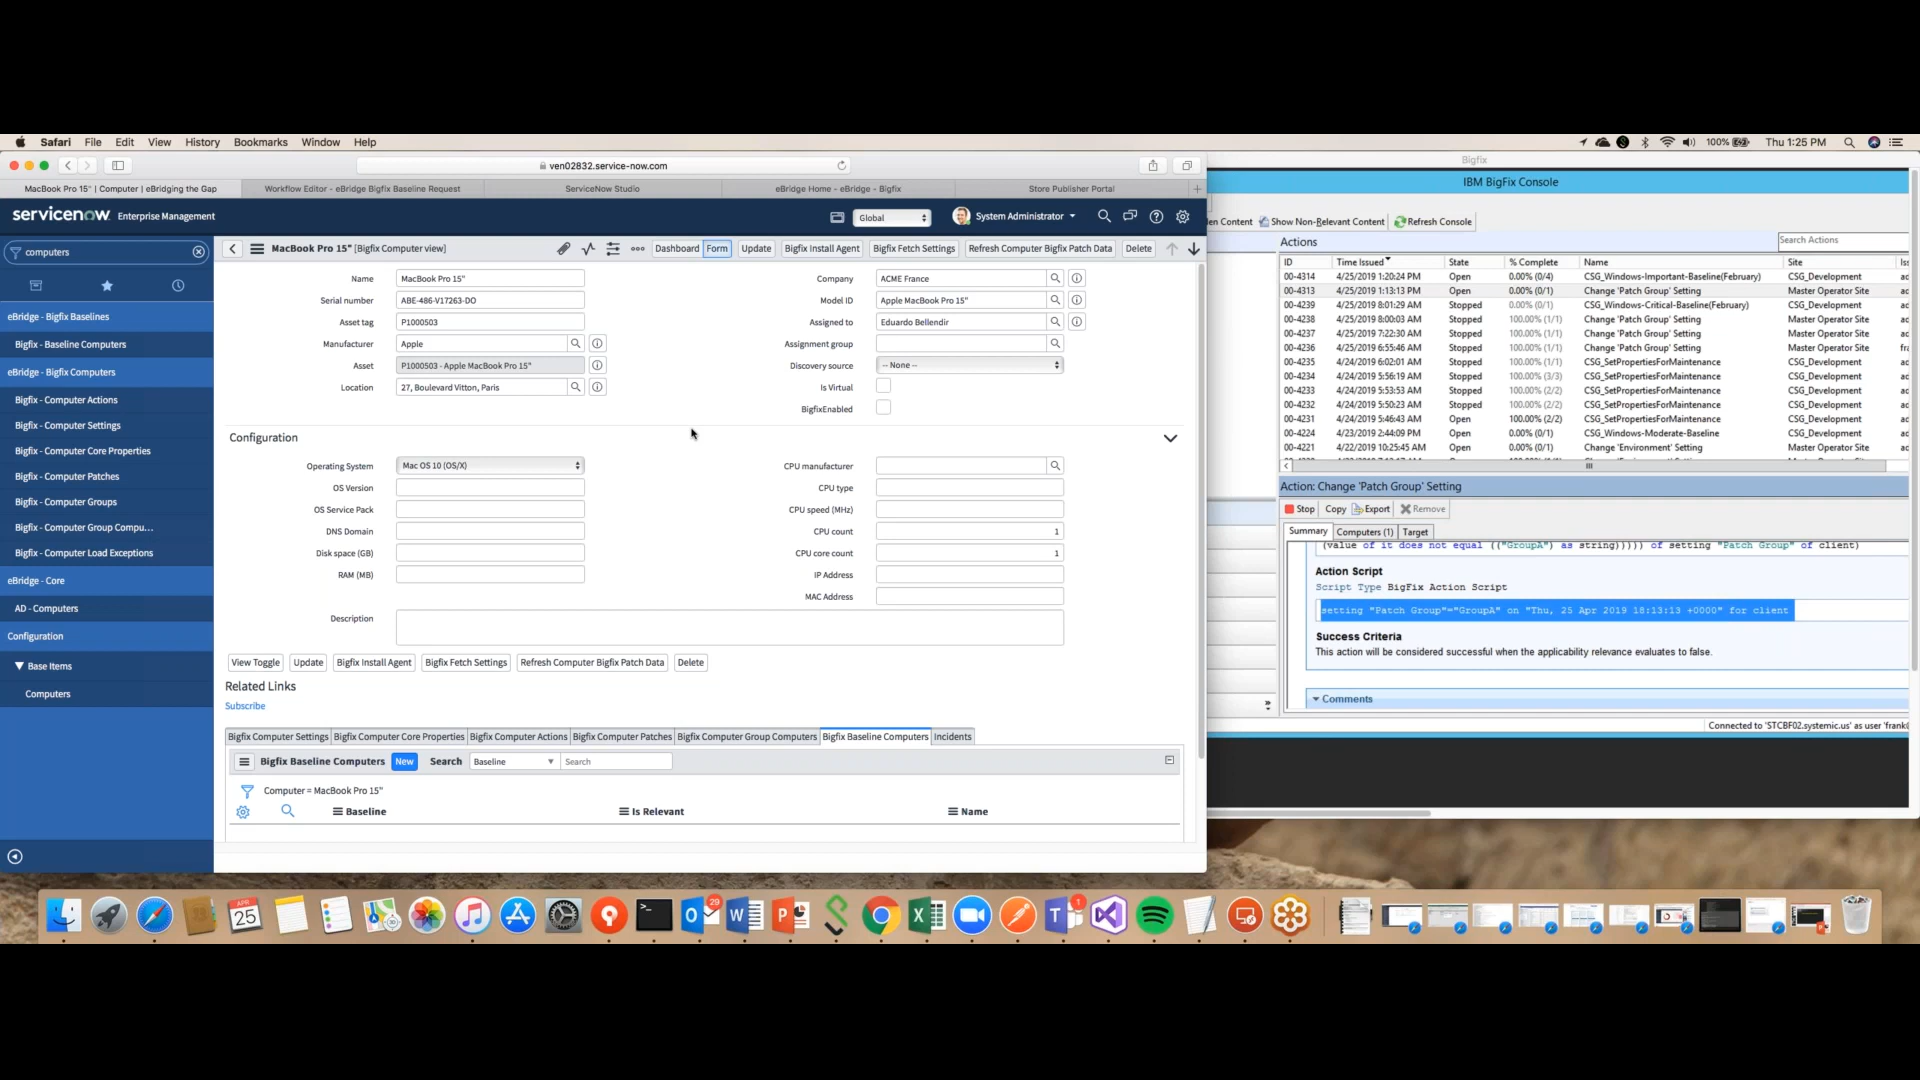 Safari File Edit View History Bookmarks Window Help
100% Thu 1:25 PM
ven02832.service-now.com
MacBook Pro 15" | Computer | eBridging the Gap
Workflow Editor - eBridge Bigfix Baseline Request
ServiceNow Studio
eBridge Home - eBridge - Bigfix
Store Publisher Portal
servicenow Enterprise Management
Global
System Administrator
computers
MacBook Pro 15" [Bigfix Computer view]
Dashboard Form Update Bigfix Install Agent Bigfix Fetch Settings Refresh Computer Bigfix Patch Data Delete
eBridge - Bigfix Baselines
Bigfix - Baseline Computers
eBridge - Bigfix Computers
Bigfix - Computer Actions
Bigfix - Computer Settings
Bigfix - Computer Core Properties
Bigfix - Computer Patches
Bigfix - Computer Groups
Bigfix - Computer Group Compu...
Bigfix - Computer Load Exceptions
eBridge - Core
AD - Computers
Configuration
Base Items
Computers
Name MacBook Pro 15"
Serial number ABE-486-V17263-DO
Asset tag P1000503
Manufacturer Apple
Asset P1000503 - Apple MacBook Pro 15"
Location 27, Boulevard Vitton, Paris
Company ACME France
Model ID Apple MacBook Pro 15"
Assigned to Eduardo Bellendir
Assignment group
Discovery source -- None --
Is Virtual
BigfixEnabled
Configuration
Operating System Mac OS 10 (OS/X)
OS Version
OS Service Pack
DNS Domain
Disk space (GB)
RAM (MB)
CPU manufacturer
CPU type
CPU speed (MHz)
CPU count 1
CPU core count 1
IP Address
MAC Address
Description
View Toggle Update Bigfix Install Agent Bigfix Fetch Settings Refresh Computer Bigfix Patch Data Delete
Related Links
Subscribe
Bigfix Computer Settings Bigfix Computer Core Properties Bigfix Computer Actions Bigfix Computer Patches Bigfix Computer Group Computers Bigfix Baseline Computers Incidents
Bigfix Baseline Computers New Search Baseline Search
Computer = MacBook Pro 15"
Baseline Is Relevant Name
Bigfix
IBM BigFix Console
Content Show Non-Relevant Content Refresh Console
Actions Search Actions
ID Time Issued State % Complete Name Site
00-4314 4/25/2019 1:20:24 PM Open 0.00% (0/4) CSG_Windows-Important-Baseline(February) CSG_Development
00-4313 4/25/2019 1:13:13 PM Open 0.00% (0/1) Change 'Patch Group' Setting Master Operator Site
00-4239 4/25/2019 8:01:29 AM Stopped 0.00% (0/1) CSG_Windows-Critical-Baseline(February) CSG_Development
00-4238 4/25/2019 8:00:03 AM Stopped 100.00% (1/1) Change 'Patch Group' Setting Master Operator Site
00-4237 4/25/2019 7:22:30 AM Stopped 100.00% (1/1) Change 'Patch Group' Setting Master Operator Site
00-4236 4/25/2019 6:55:46 AM Stopped 100.00% (1/1) Change 'Patch Group' Setting Master Operator Site
00-4235 4/24/2019 6:02:01 AM Stopped 100.00% (1/1) CSG_SetPropertiesForMaintenance CSG_Development
00-4234 4/24/2019 5:56:19 AM Stopped 100.00% (3/3) CSG_SetPropertiesForMaintenance CSG_Development
00-4233 4/24/2019 5:53:53 AM Stopped 100.00% (2/2) CSG_SetPropertiesForMaintenance CSG_Development
00-4232 4/24/2019 5:50:23 AM Stopped 100.00% (2/2) CSG_SetPropertiesForMaintenance CSG_Development
00-4231 4/24/2019 5:46:43 AM Open 100.00% (2/2) CSG_SetPropertiesForMaintenance CSG_Development
00-4224 4/23/2019 2:44:09 PM Open 0.00% (0/1) CSG_Windows-Moderate-Baseline CSG_Development
00-4221 4/22/2019 10:25:45 AM Open 100.00% (1/1) Change 'Environment' Setting Master Operator Site
Action: Change 'Patch Group' Setting
Stop Copy Export Remove
Summary Computers (1) Target
(value of it does not equal (("GroupA") as string))))) of setting "Patch Group" of client)
Action Script
Script Type BigFix Action Script
setting "Patch Group"="GroupA" on "Thu, 25 Apr 2019 18:13:13 +0000" for client
Success Criteria
This action will be considered successful when the applicability relevance evaluates to false.
Comments
Connected to 'STCBF02.systemic.us' as user 'frank
APR 25
29
1